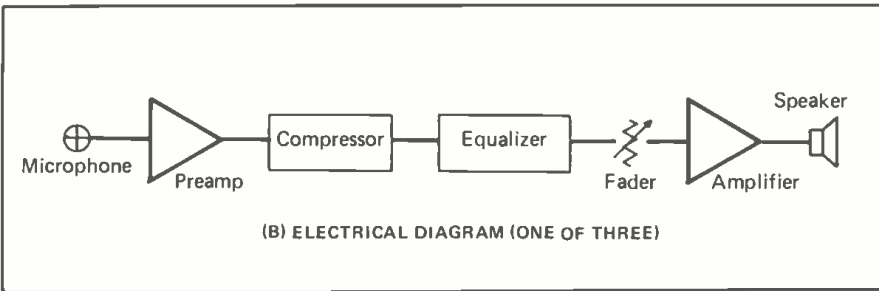 Speaker
Compressor
Equalizer
Microphone
Preamp
Fader
Amplifier
(B) ELECTRICAL DIAGRAM (ONE OF THREE)